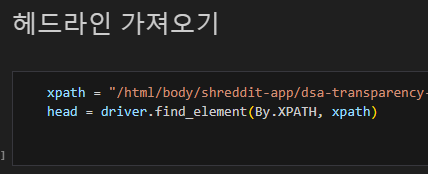 헤드라인 가져오기
xpath = "/html/body/shreddit-app/dsa-transparency-
head = driver.find_element(By.XPATH, xpath)
]